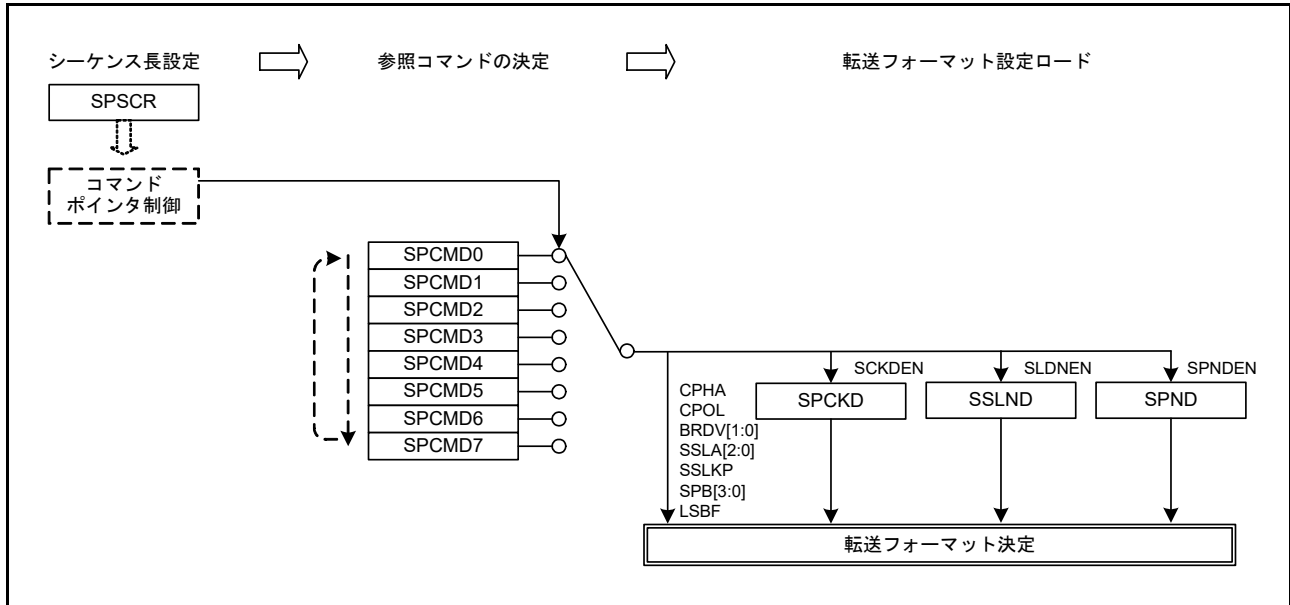 シーケンス長設定
参照コマンドの決定
転送フォーマット設定ロード
SPSCR
コマンド
ポインタ制御
SPCMD0
SPCMD1
SPCMD2
SPCMD3
SPCMD4
SPCMD5
SPCMD6
SPCMD7
CPHA
CPOL
BRDV[1:0]
SSLA[2:0]
SSLKP
SPB[3:0]
LSBF
SCKDEN
SPCKD
SLDNEN
SSLND
SPNDEN
SPND
転送フォーマット決定